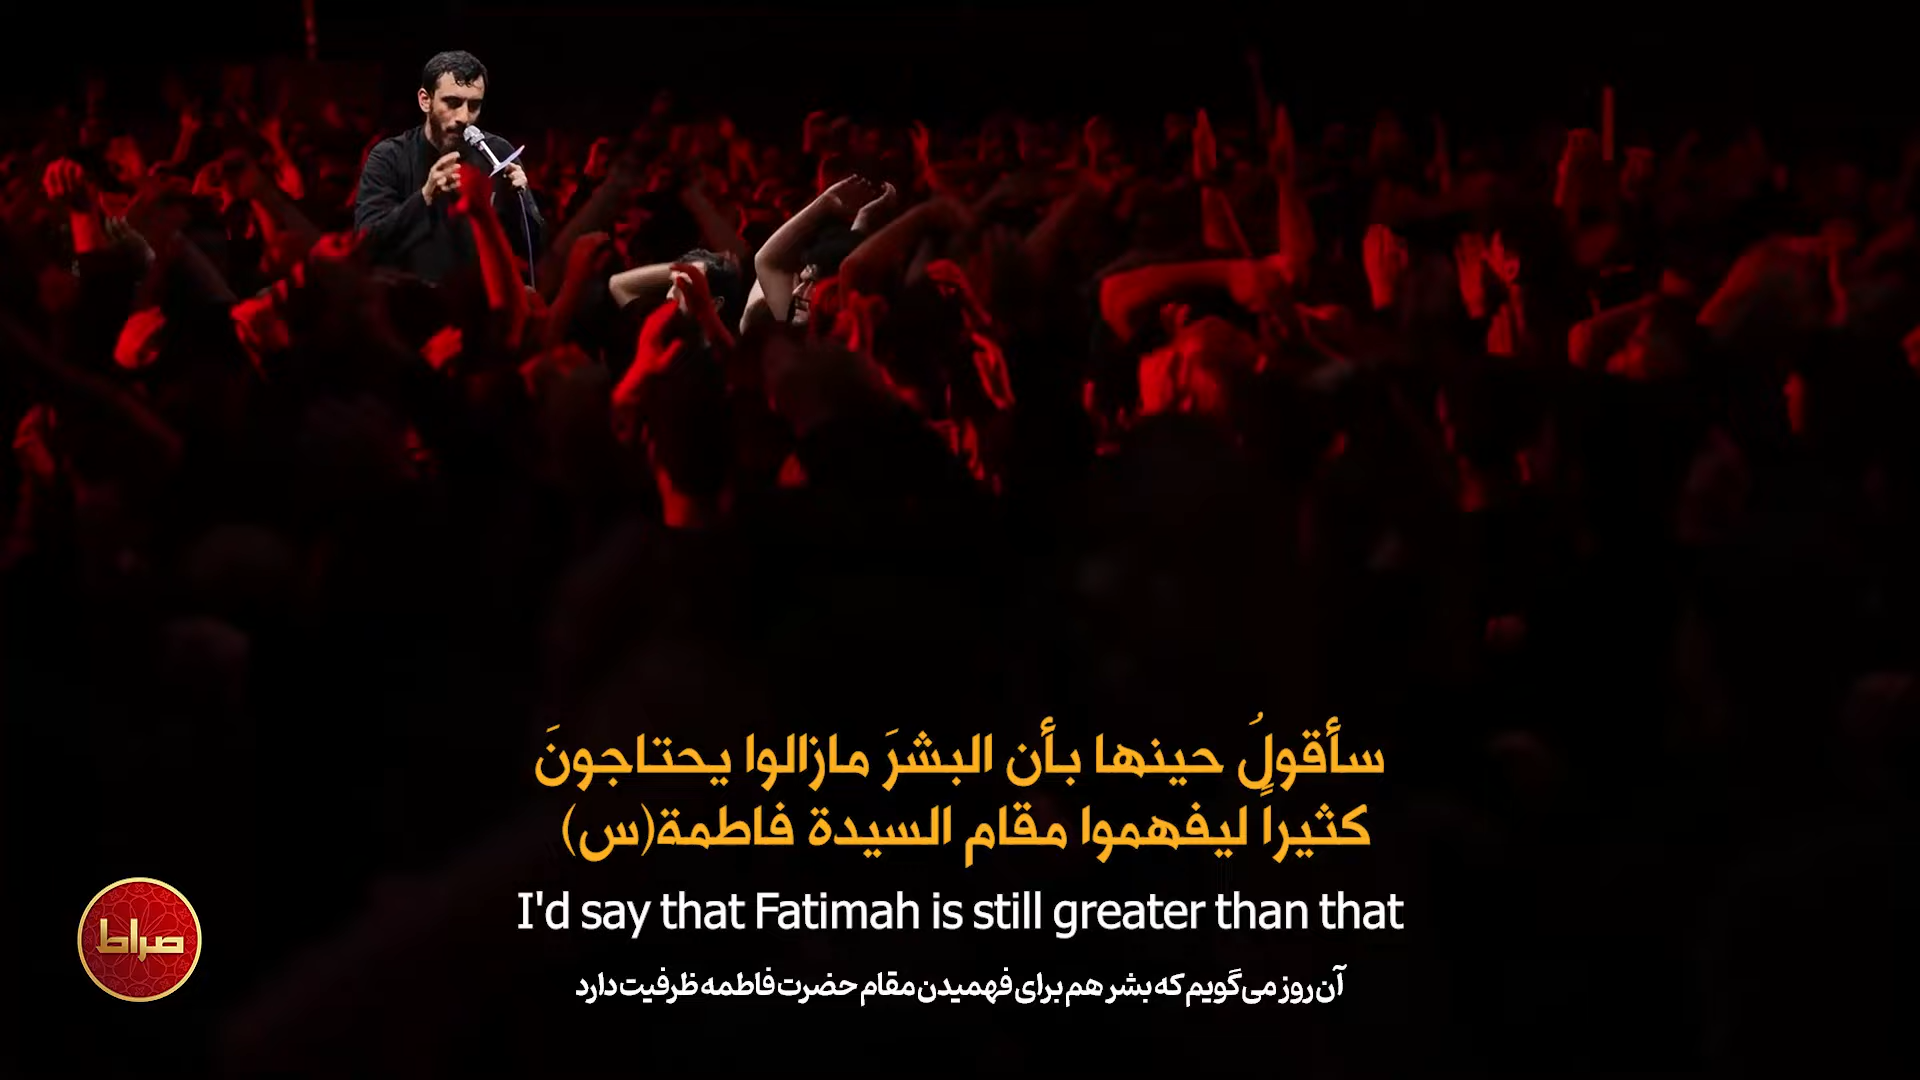 سأقولُ حينها بأن البشرَ مازالوا يحتاجونَ
كثيراً ليفهموا مقام السيدة فاطمة(س)
I'd say that Fatimah is still greater than that
آن روز می‌گویم که بشر هم برای فهمیدن مقام حضرت فاطمه ظرفیت دارد
صراط